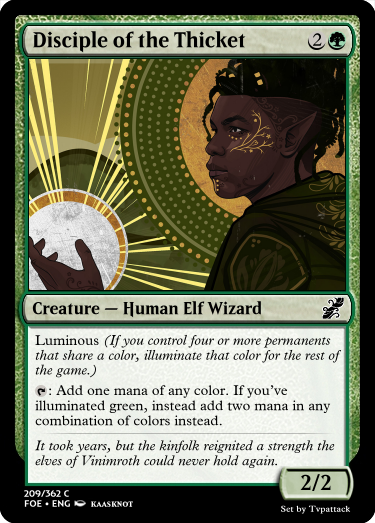 Disciple of the Thicket 2
Creature — Human Elf Wizard
Luminous (If you control four or more permanents
that share a color, illuminate that color for the rest of
the game.)
: Add one mana of any color. If you’ve
illuminated green, instead add two mana in any
combination of colors instead.
It took years, but the kinfolk reignited a strength the
elves of Vinimroth could never hold again.
2/2
209/362 C
FOE • ENG KAASKNOT
Set by Tvpattack